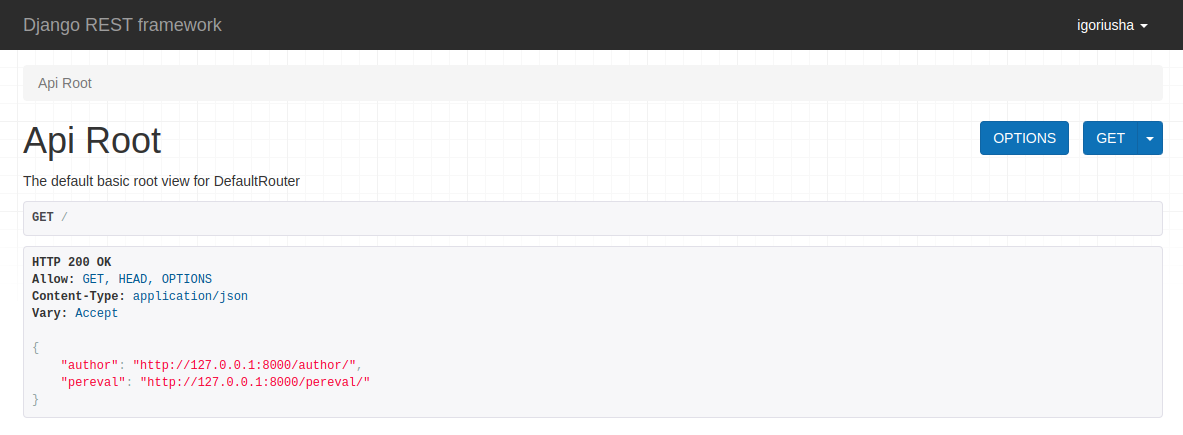 Django REST framework
igoriusha
Api Root
Api Root
OPTIONS
GET
The default basic root view for DefaultRouter
GET /
HTTP 200 OK
Allow: GET, HEAD, OPTIONS
Content-Type: application/json
Vary: Accept
{
    "author": "http://127.0.0.1:8000/author/",
    "pereval": "http://127.0.0.1:8000/pereval/"
}